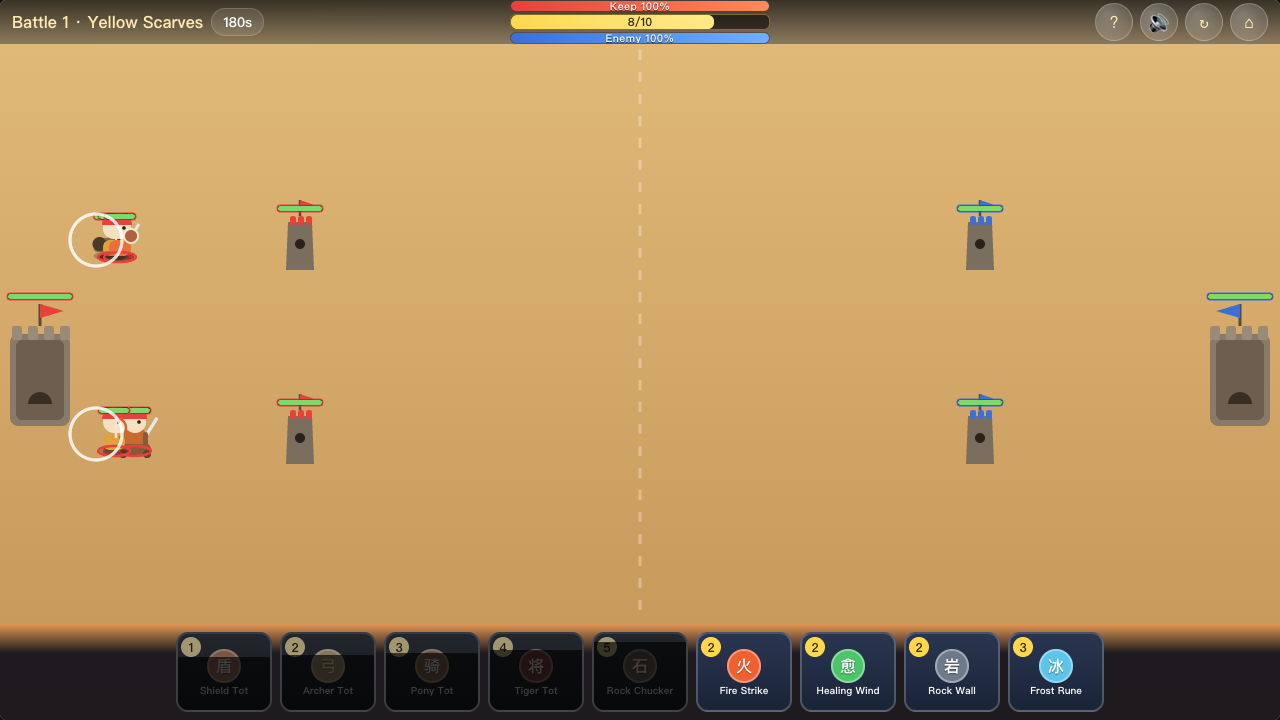 Battle 1 · Yellow Scarves
180s
Keep 100%
8/10
Enemy 100%
?
1
盾
Shield Tot
2
弓
Archer Tot
3
骑
Pony Tot
4
将
Tiger Tot
5
石
Rock Chucker
2
火
Fire Strike
2
愈
Healing Wind
2
岩
Rock Wall
3
冰
Frost Rune